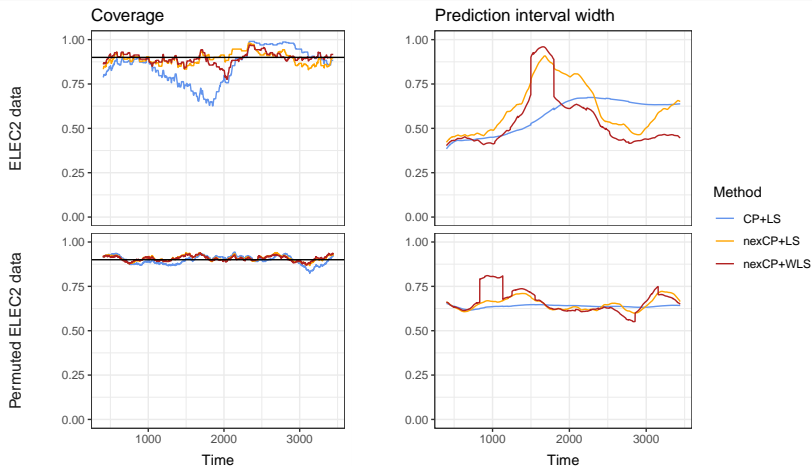 Coverage
Prediction interval width
ELEC2 data
1.00
0.75
0.50
0.25
0.00
1.00
0.75
0.50
0.25
0.00
Permuted ELEC2 data
1.00
0.75
0.50
0.25
0.00
1.00
0.75
0.50
0.25
0.00
1000 2000 3000
1000 2000 3000
Time
Time
Method
CP+LS
nexCP+LS
nexCP+WLS